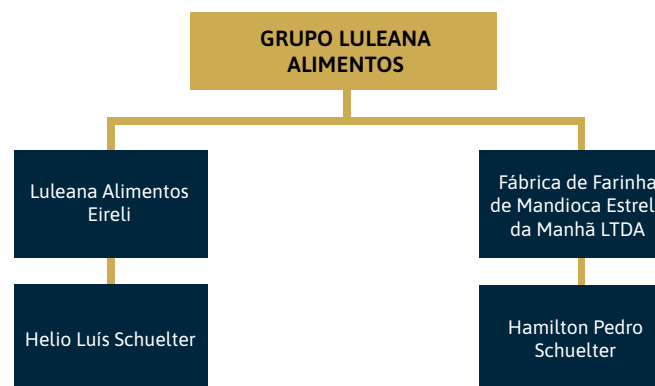 GRUPO LULEANA
ALIMENTOS
Luleana Alimentos
Eireli
Fábrica de Farinha
de Mandioca Estrel
da Manhã LTDA
Helio Luís Schuelter
Hamilton Pedro
Schuelter